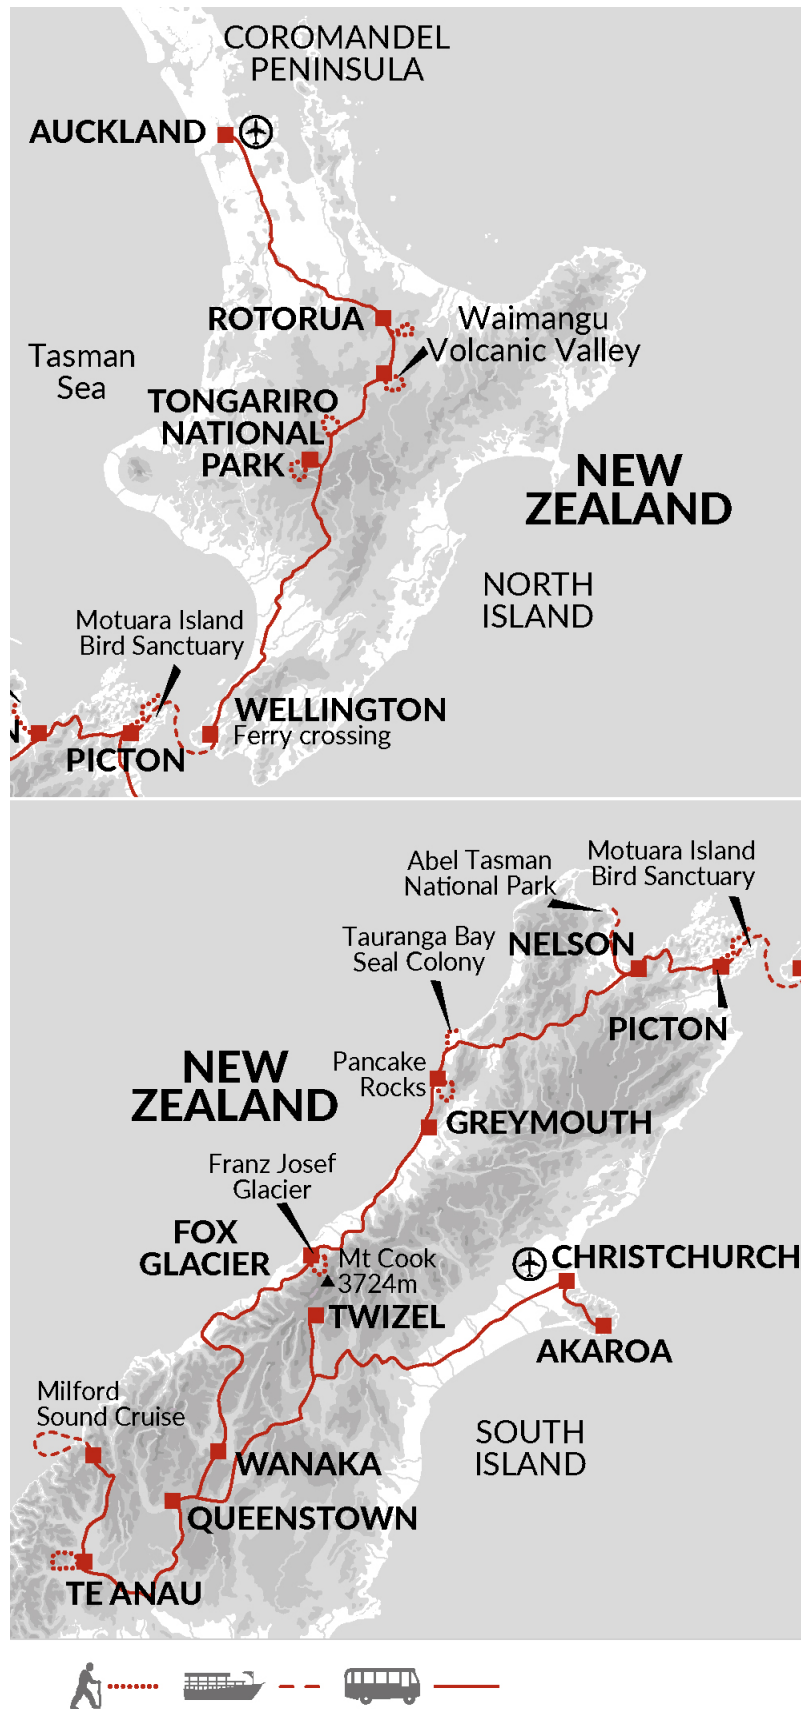 COROMANDEL
PENINSULA
AUCKLAND
ROTORUA
Waimangu
Volcanic Valley
Tasman
Sea
TONGARIRO
NATIONAL
PARK
NEW
ZEALAND
NORTH
ISLAND
Motuara Island
Bird Sanctuary
WELLINGTON
Ferry crossing
N
PICTON
Abel Tasman
National Park
Motuara Island
Bird Sanctuary
Tauranga Bay
Seal Colony
NELSON
PICTON
NEW
ZEALAND
Pancake
Rocks
GREYMOUTH
Franz Josef
Glacier
FOX
GLACIER
Mt Cook
3724m
CHRISTCHURCH
TWIZEL
AKAROA
Milford
Sound Cruise
SOUTH
ISLAND
WANAKA
QUEENSTOWN
TE ANAU